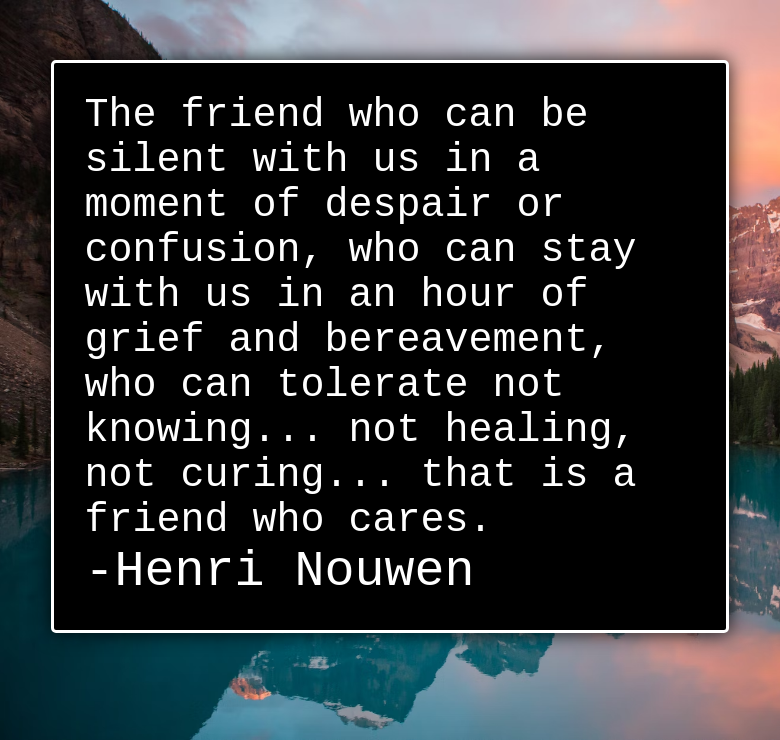 The friend who can be
silent with us in a
moment of despair or
confusion, who can stay
with us in an hour of
grief and bereavement,
who can tolerate not
knowing... not healing,
not curing... that is a
friend who cares.
-Henri Nouwen